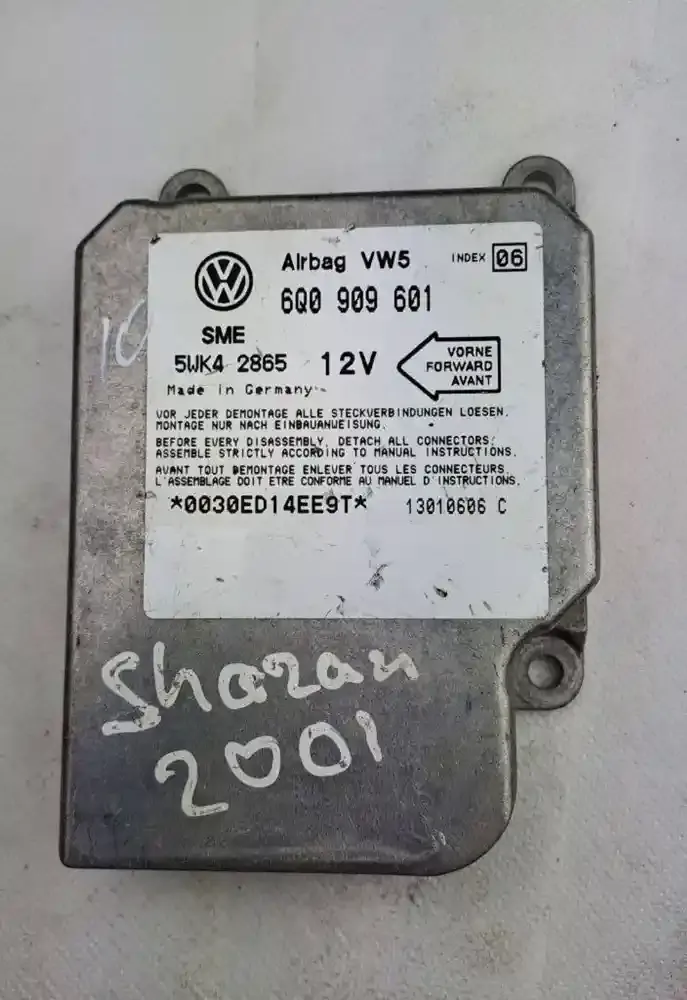 Airbag VW5 INDEX 06
6Q0 909 601
SME
5WK4 2865 12V
VORNE
FORWARD
AVANT
Made in Germany
VOR JEDER DEMONTAGE ALLE STECKVERBINDUNGEN LOESEN.
MONTAGE NUR NACH EINBAUANWEISUNG.
BEFORE EVERY DISASSEMBLY, DETACH ALL CONNECTORS.
ASSEMBLE STRICTLY ACCORDING TO MANUAL INSTRUCTIONS.
AVANT TOUT DEMONTAGE ENLEVER TOUS LES CONNECTEURS.
L'ASSEMBLAGE DOIT ETRE CONFORME AU MANUEL D'INSTRUCTIONS.
*0030ED14EE9T* 13010606 C
Sharan
2001